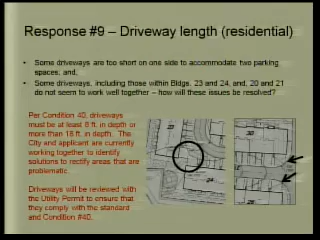 Response #9 – Driveway length (residential)
• Some driveways are too short on one side to accommodate two parking
spaces; and,
• Some driveways, including those within Bldgs. 23 and 24, and, 20 and 21
do not seem to work well together – how will these issues be resolved?
Per Condition 40, driveways
must be at least 8 ft. in depth or
more than 18 ft. in depth. The
City and applicant are currently
working together to identify
solutions to rectify areas that are
problematic.
Driveways will be reviewed with
the Utility Permit to ensure that
they comply with the standard
and Condition #40.